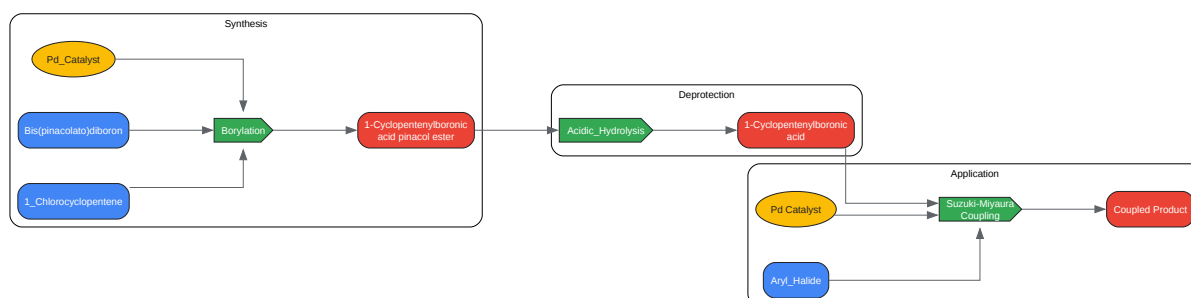 Synthesis
Pd_Catalyst
Bis(pinacolato)diboron
Borylation
1-Cyclopentenylboronic
acid pinacol ester
1_Chlorocyclopentene
Deprotection
Acidic_Hydrolysis
1-Cyclopentenylboronic
acid
Application
Pd Catalyst
Suzuki-Miyaura
Coupling
Coupled Product
Aryl_Halide